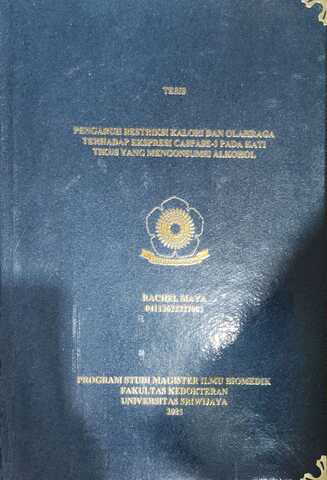 TESIS
PENGARUH RESTRIKSI KALORI DAN OLAHRAGA
TERHADAP EKSPRESI CASPASE-3 PADA HATI
TIKUS YANG MENGONSUMSI ALKOHOL
RACHEL MAYA
PROGRAM STUDI MAGISTER ILMU BIOMEDIK
FAKULTAS KEDOKTERAN
UNIVERSITAS SRIWIJAYA